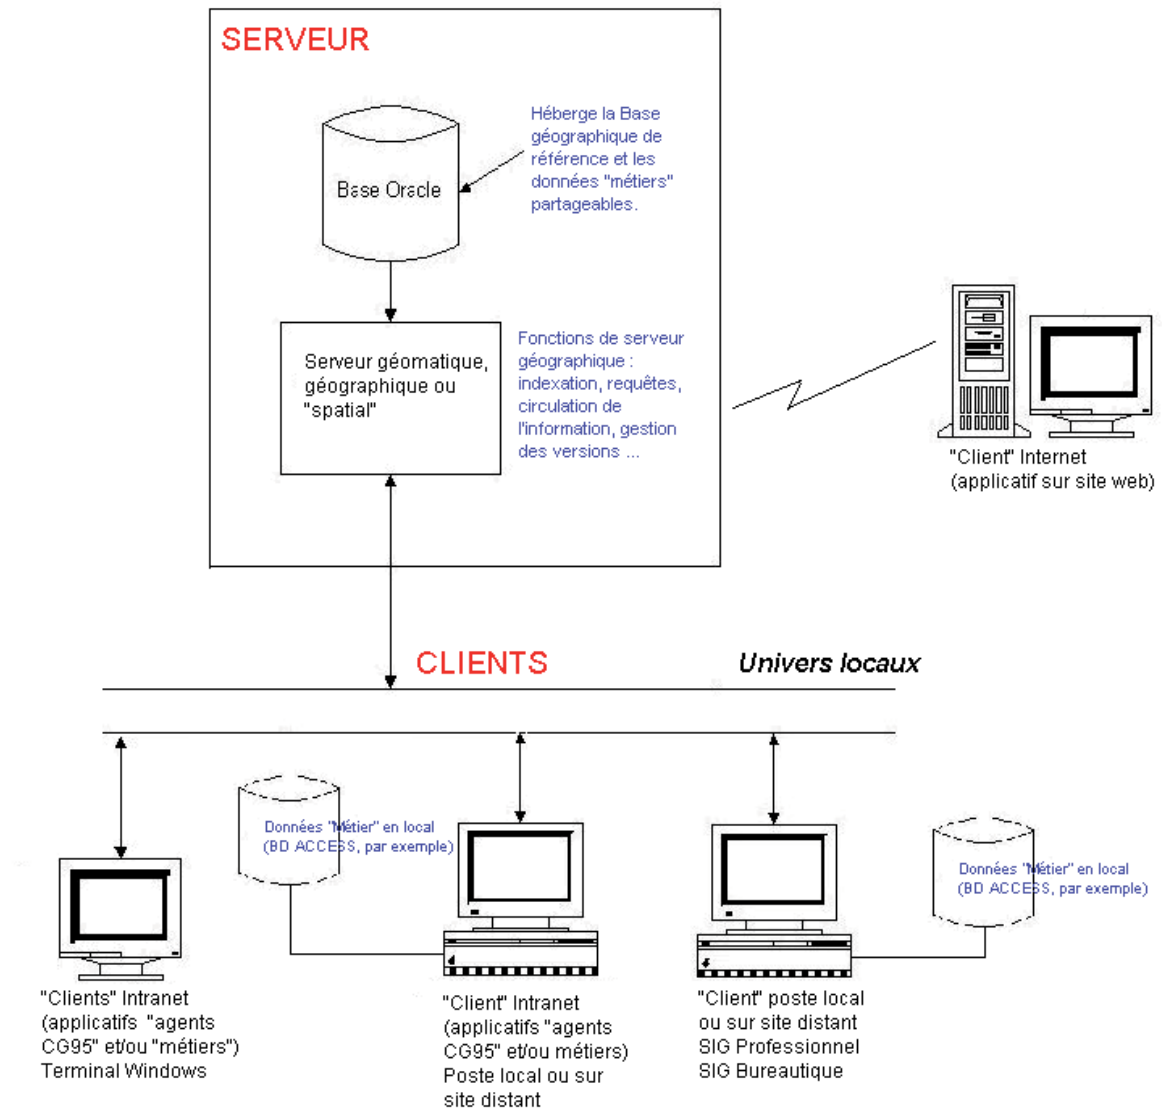 SERVEUR
Héberge la Base
géographique de
référence et les
données "métiers"
partageables.
Base Oracle
Serveur géomatique,
géographique ou
"spatial"
Fonctions de serveur
géographique :
indexation, requêtes,
circulation de
l'information, gestion
des versions ...
"Client" Internet
(applicatif sur site web)
CLIENTS
Univers locaux
Données "Métier" en local
(BD ACCESS, par exemple)
Données "Métier" en local
(BD ACCESS, par exemple)
"Clients" Intranet
(applicatifs "agents
CG95" et/ou "métiers")
Terminal Windows
"Client" Intranet
(applicatifs "agents
CG95" et/ou métiers)
Poste local ou sur
site distant
"Client" poste local
ou sur site distant
SIG Professionnel
SIG Bureautique